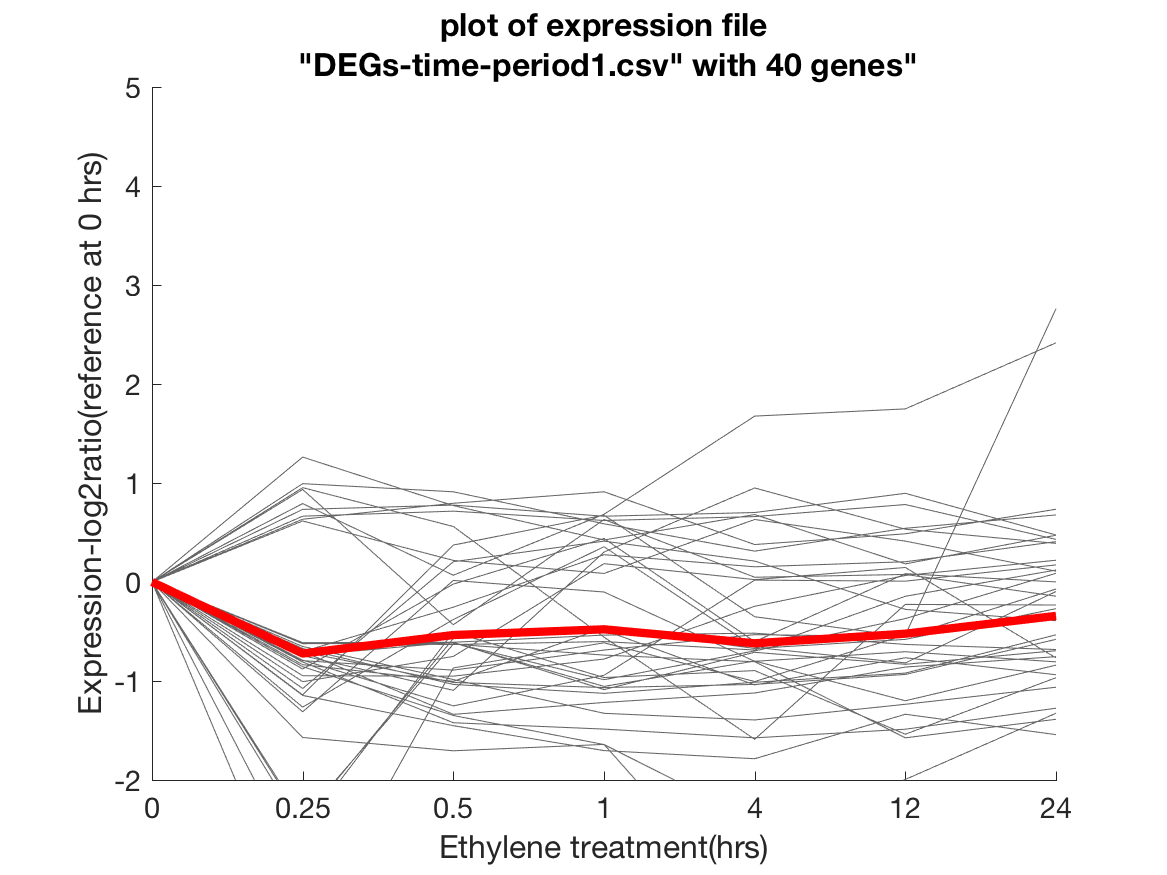 plot of expression file
"DEGs-time-period1.csv" with 40 genes"
Expression-log2ratio(reference at 0 hrs)
5
4
3
2
1
0
-1
-2
0 0.25 0.5 1 4 12 24
Ethylene treatment(hrs)